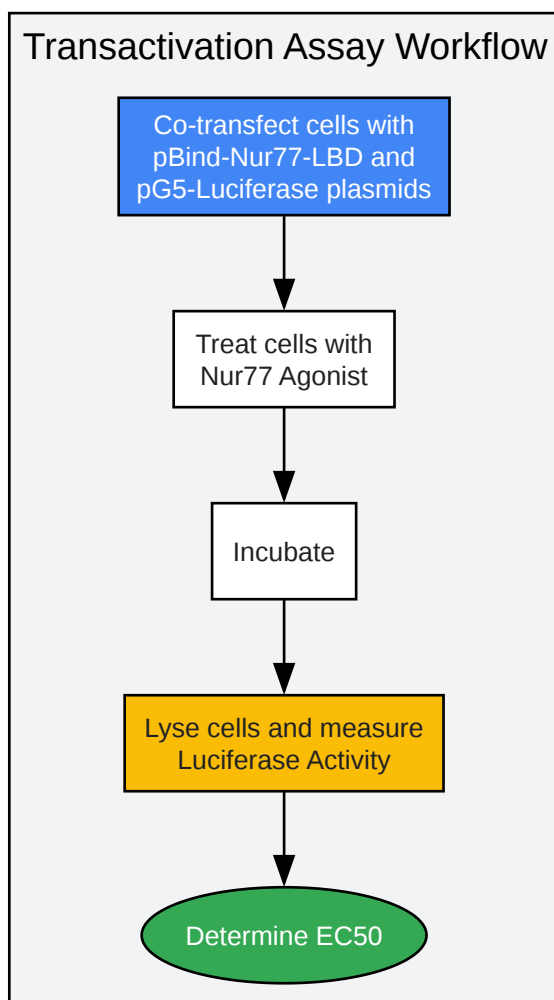 Transactivation Assay Workflow
Co-transfect cells with
pBind-Nur77-LBD and
pG5-Luciferase plasmids
Treat cells with
Nur77 Agonist
Incubate
Lyse cells and measure
Luciferase Activity
Determine EC50